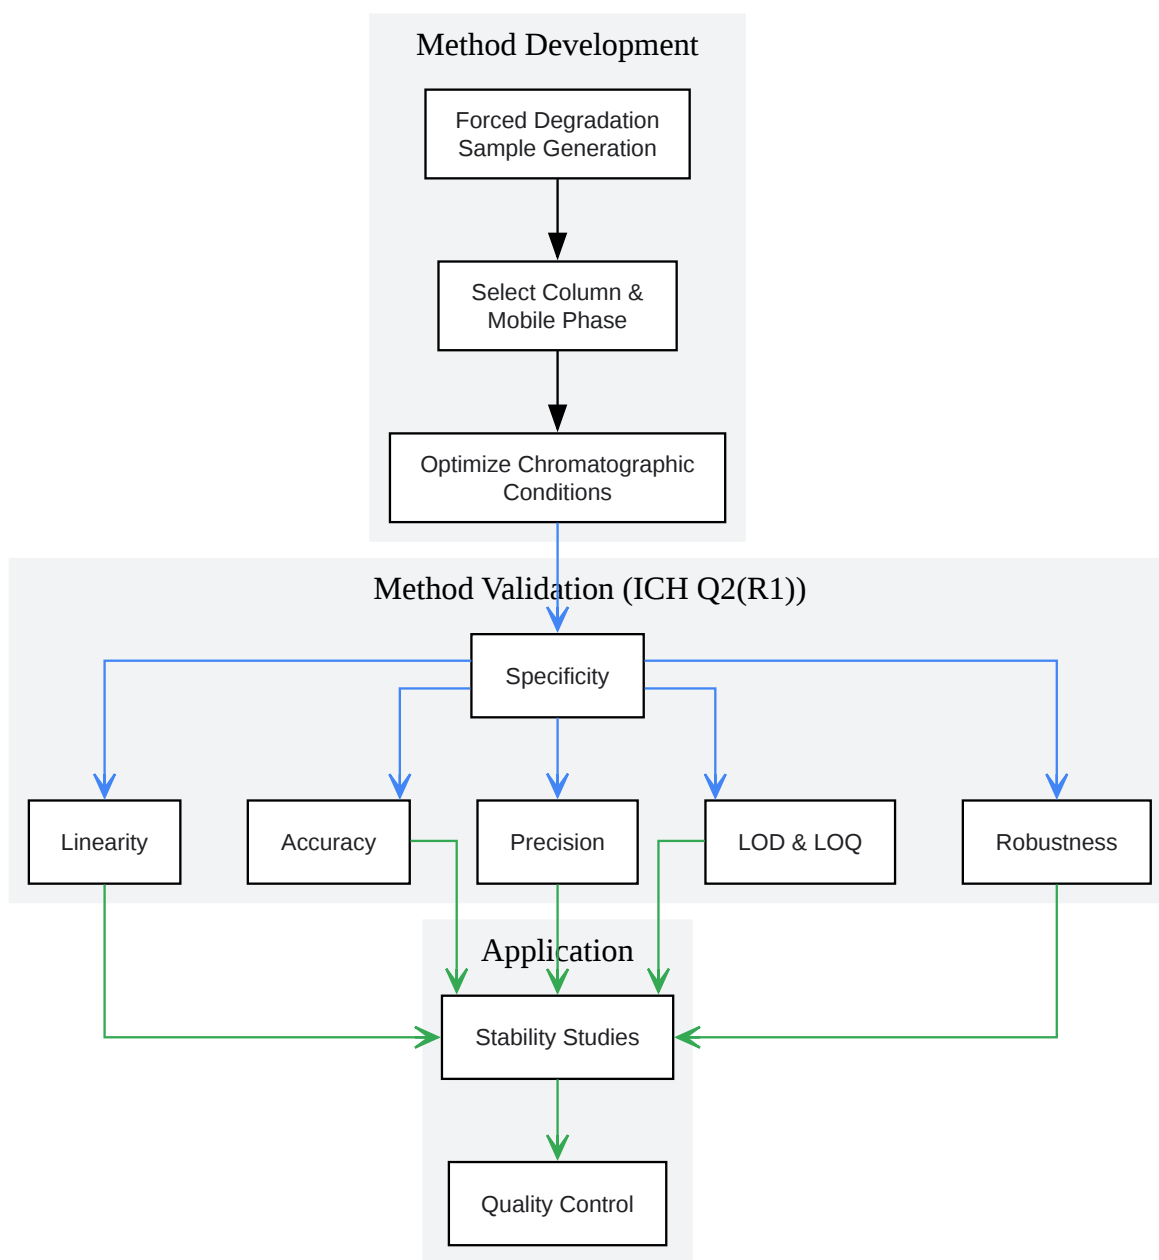 Method Development
Forced Degradation
Sample Generation
Select Column &
Mobile Phase
Optimize Chromatographic
Conditions
Method Validation (ICH Q2(R1))
Specificity
Linearity
Accuracy
Precision
LOD & LOQ
Robustness
Application
Stability Studies
Quality Control